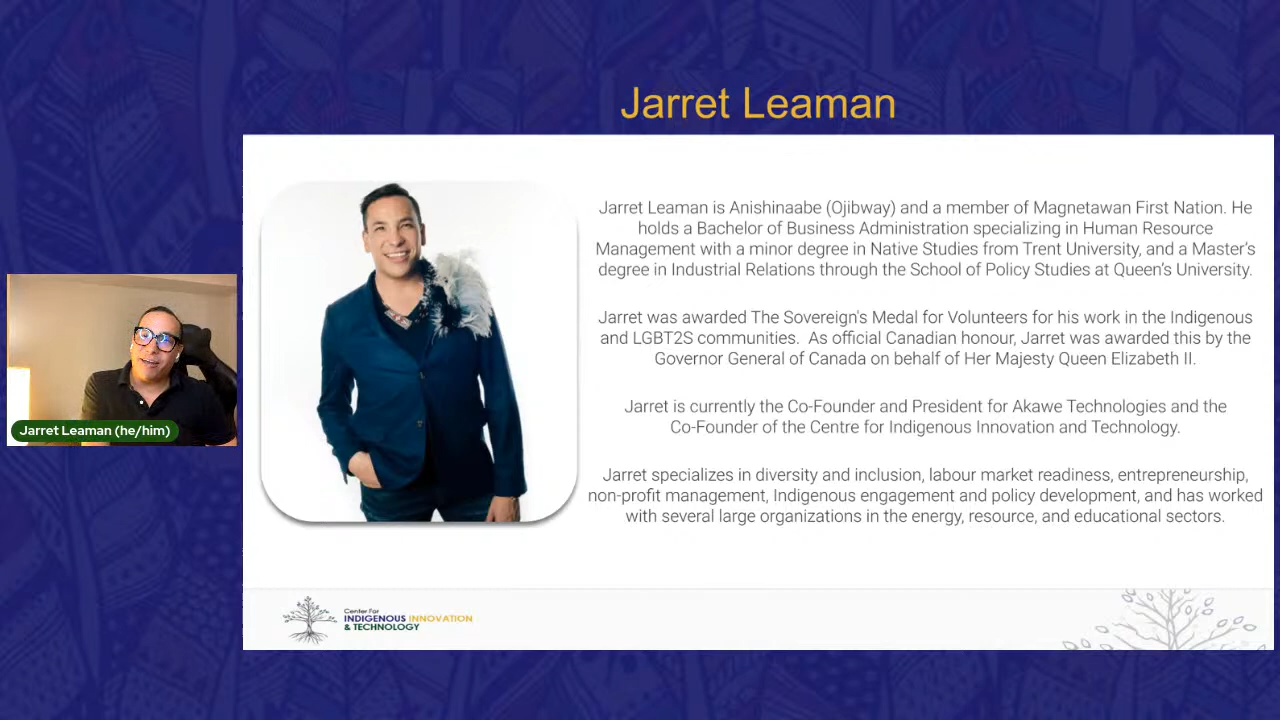 Jarret Leaman
Jarret Leaman is Anishinaabe (Ojibway) and a member of Magnetawan First Nation. He
holds a Bachelor of Business Administration specializing in Human Resource
Management with a minor degree in Native Studies from Trent University, and a Master's
degree in Industrial Relations through the School of Policy Studies at Queen's University.
Jarret was awarded The Sovereign's Medal for Volunteers for his work in the Indigenous
and LGBT2S communities.  As official Canadian honour, Jarret was awarded this by the
Governor General of Canada on behalf of Her Majesty Queen Elizabeth II.
Jarret is currently the Co-Founder and President for Akawe Technologies and the
Co-Founder of the Centre for Indigenous Innovation and Technology.
Jarret specializes in diversity and inclusion, labour market readiness, entrepreneurship,
non-profit management, Indigenous engagement and policy development, and has worked
with several large organizations in the energy, resource, and educational sectors.
Jarret Leaman (he/him)
Center For
INDIGENOUS INNOVATION
& TECHNOLOGY